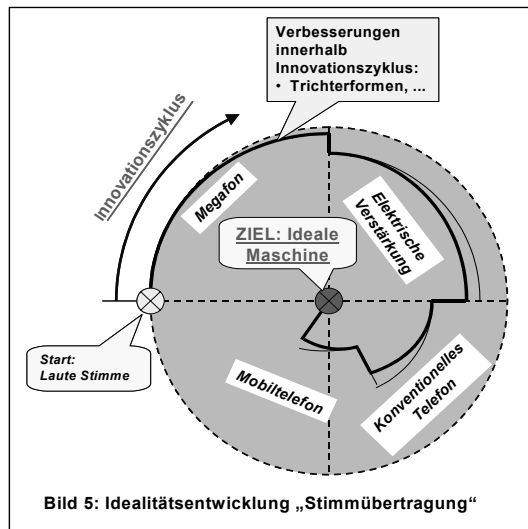 Verbesserungen
innerhalb
Innovationszyklus:
• Trichterformen, ...
Innovationszyklus
Megafon
Elektrische
Verstärkung
ZIEL: Ideale
Maschine
Start:
Laute Stimme
Mobiltelefon
Konventionelles
Telefon
Bild 5: Idealitätsentwicklung „Stimmübertragung“